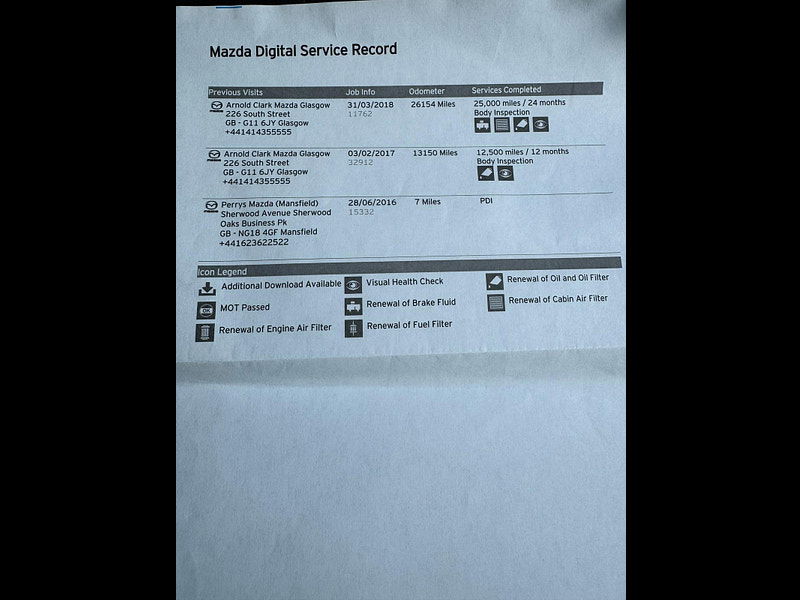 Mazda Digital Service Record
Previous Visits Job Info Odometer Services Completed
Arnold Clark Mazda Glasgow 31/03/2018 26154 Miles 25,000 miles / 24 months
226 South Street 11762 Body Inspection
GB - G11 6JY Glasgow
+441414355555
Arnold Clark Mazda Glasgow 03/02/2017 13150 Miles 12,500 miles / 12 months
226 South Street 32912 Body Inspection
GB - G11 6JY Glasgow
+441414355555
Perrys Mazda (Mansfield) 28/06/2016 7 Miles PDI
Sherwood Avenue Sherwood 15332
Oaks Business Pk
GB - NG18 4GF Mansfield
+441623622522
Icon Legend
Additional Download Available Visual Health Check Renewal of Oil and Oil Filter
OK MOT Passed Renewal of Brake Fluid Renewal of Cabin Air Filter
Renewal of Engine Air Filter Renewal of Fuel Filter